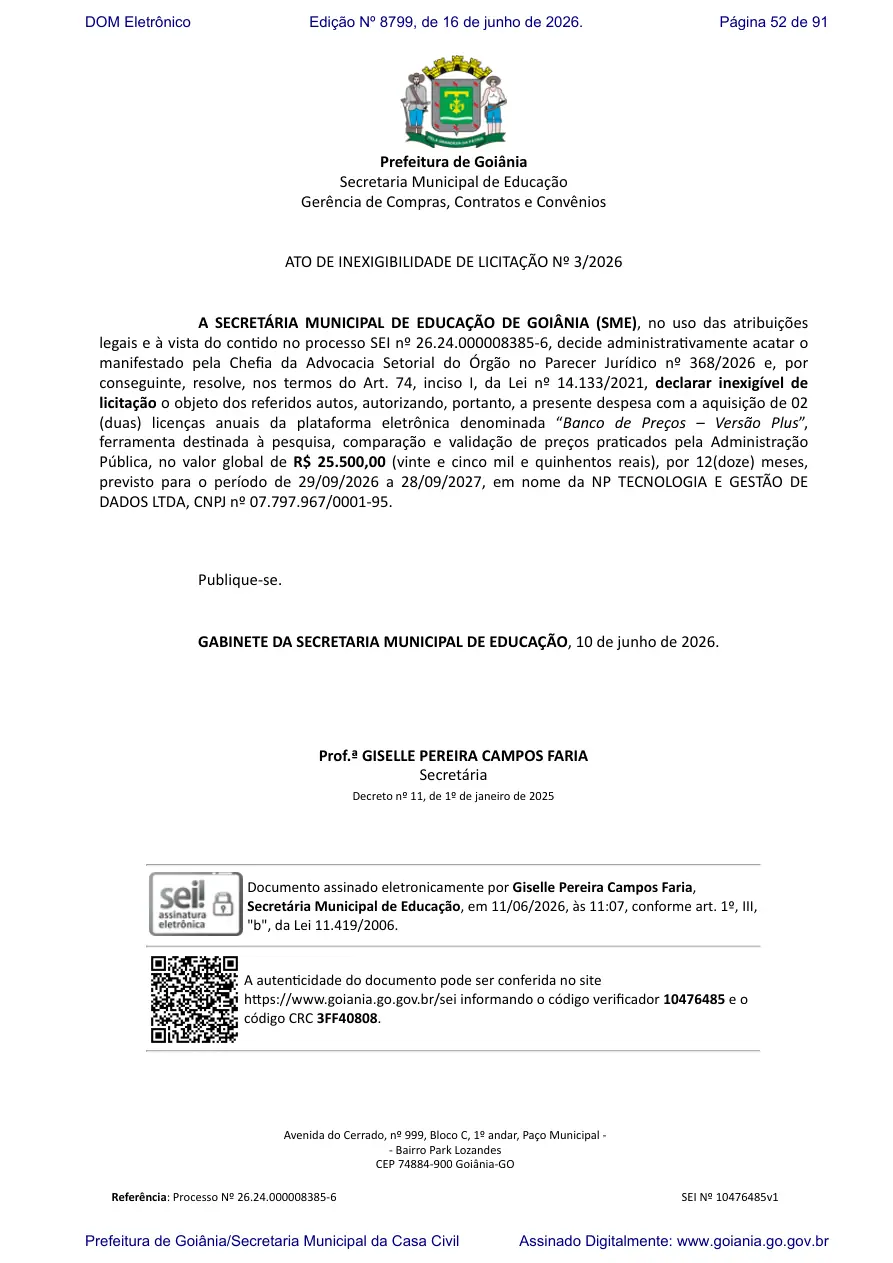 DOM Eletrônico Edição Nº 8799, de 16 de junho de 2026. Página 52 de 91
Prefeitura de Goiânia
Secretaria Municipal de Educação
Gerência de Compras, Contratos e Convênios
ATO DE INEXIGIBILIDADE DE LICITAÇÃO Nº 3/2026
A SECRETÁRIA MUNICIPAL DE EDUCAÇÃO DE GOIÂNIA (SME), no uso das atribuições
legais e à vista do contido no processo SEI nº 26.24.000008385-6, decide administrativamente acatar o
manifestado pela Chefia da Advocacia Setorial do Órgão no Parecer Jurídico nº 368/2026 e, por
conseguinte, resolve, nos termos do Art. 74, inciso I, da Lei nº 14.133/2021, declarar inexigível de
licitação o objeto dos referidos autos, autorizando, portanto, a presente despesa com a aquisição de 02
(duas) licenças anuais da plataforma eletrônica denominada “Banco de Preços – Versão Plus”,
ferramenta destinada à pesquisa, comparação e validação de preços praticados pela Administração
Pública, no valor global de R$ 25.500,00 (vinte e cinco mil e quinhentos reais), por 12(doze) meses,
previsto para o período de 29/09/2026 a 28/09/2027, em nome da NP TECNOLOGIA E GESTÃO DE
DADOS LTDA, CNPJ nº 07.797.967/0001-95.
Publique-se.
GABINETE DA SECRETARIA MUNICIPAL DE EDUCAÇÃO, 10 de junho de 2026.
Prof.ª GISELLE PEREIRA CAMPOS FARIA
Secretária
Decreto nº 11, de 1º de janeiro de 2025
sei!
assinatura
eletrônica
Documento assinado eletronicamente por Giselle Pereira Campos Faria,
Secretária Municipal de Educação, em 11/06/2026, às 11:07, conforme art. 1º, III,
"b", da Lei 11.419/2006.
A autenticidade do documento pode ser conferida no site
https://www.goiania.go.gov.br/sei informando o código verificador 10476485 e o
código CRC 3FF40808.
Avenida do Cerrado, nº 999, Bloco C, 1º andar, Paço Municipal -
- Bairro Park Lozandes
CEP 74884-900 Goiânia-GO
Referência: Processo Nº 26.24.000008385-6 SEI Nº 10476485v1
Prefeitura de Goiânia/Secretaria Municipal da Casa Civil Assinado Digitalmente: www.goiania.go.gov.br